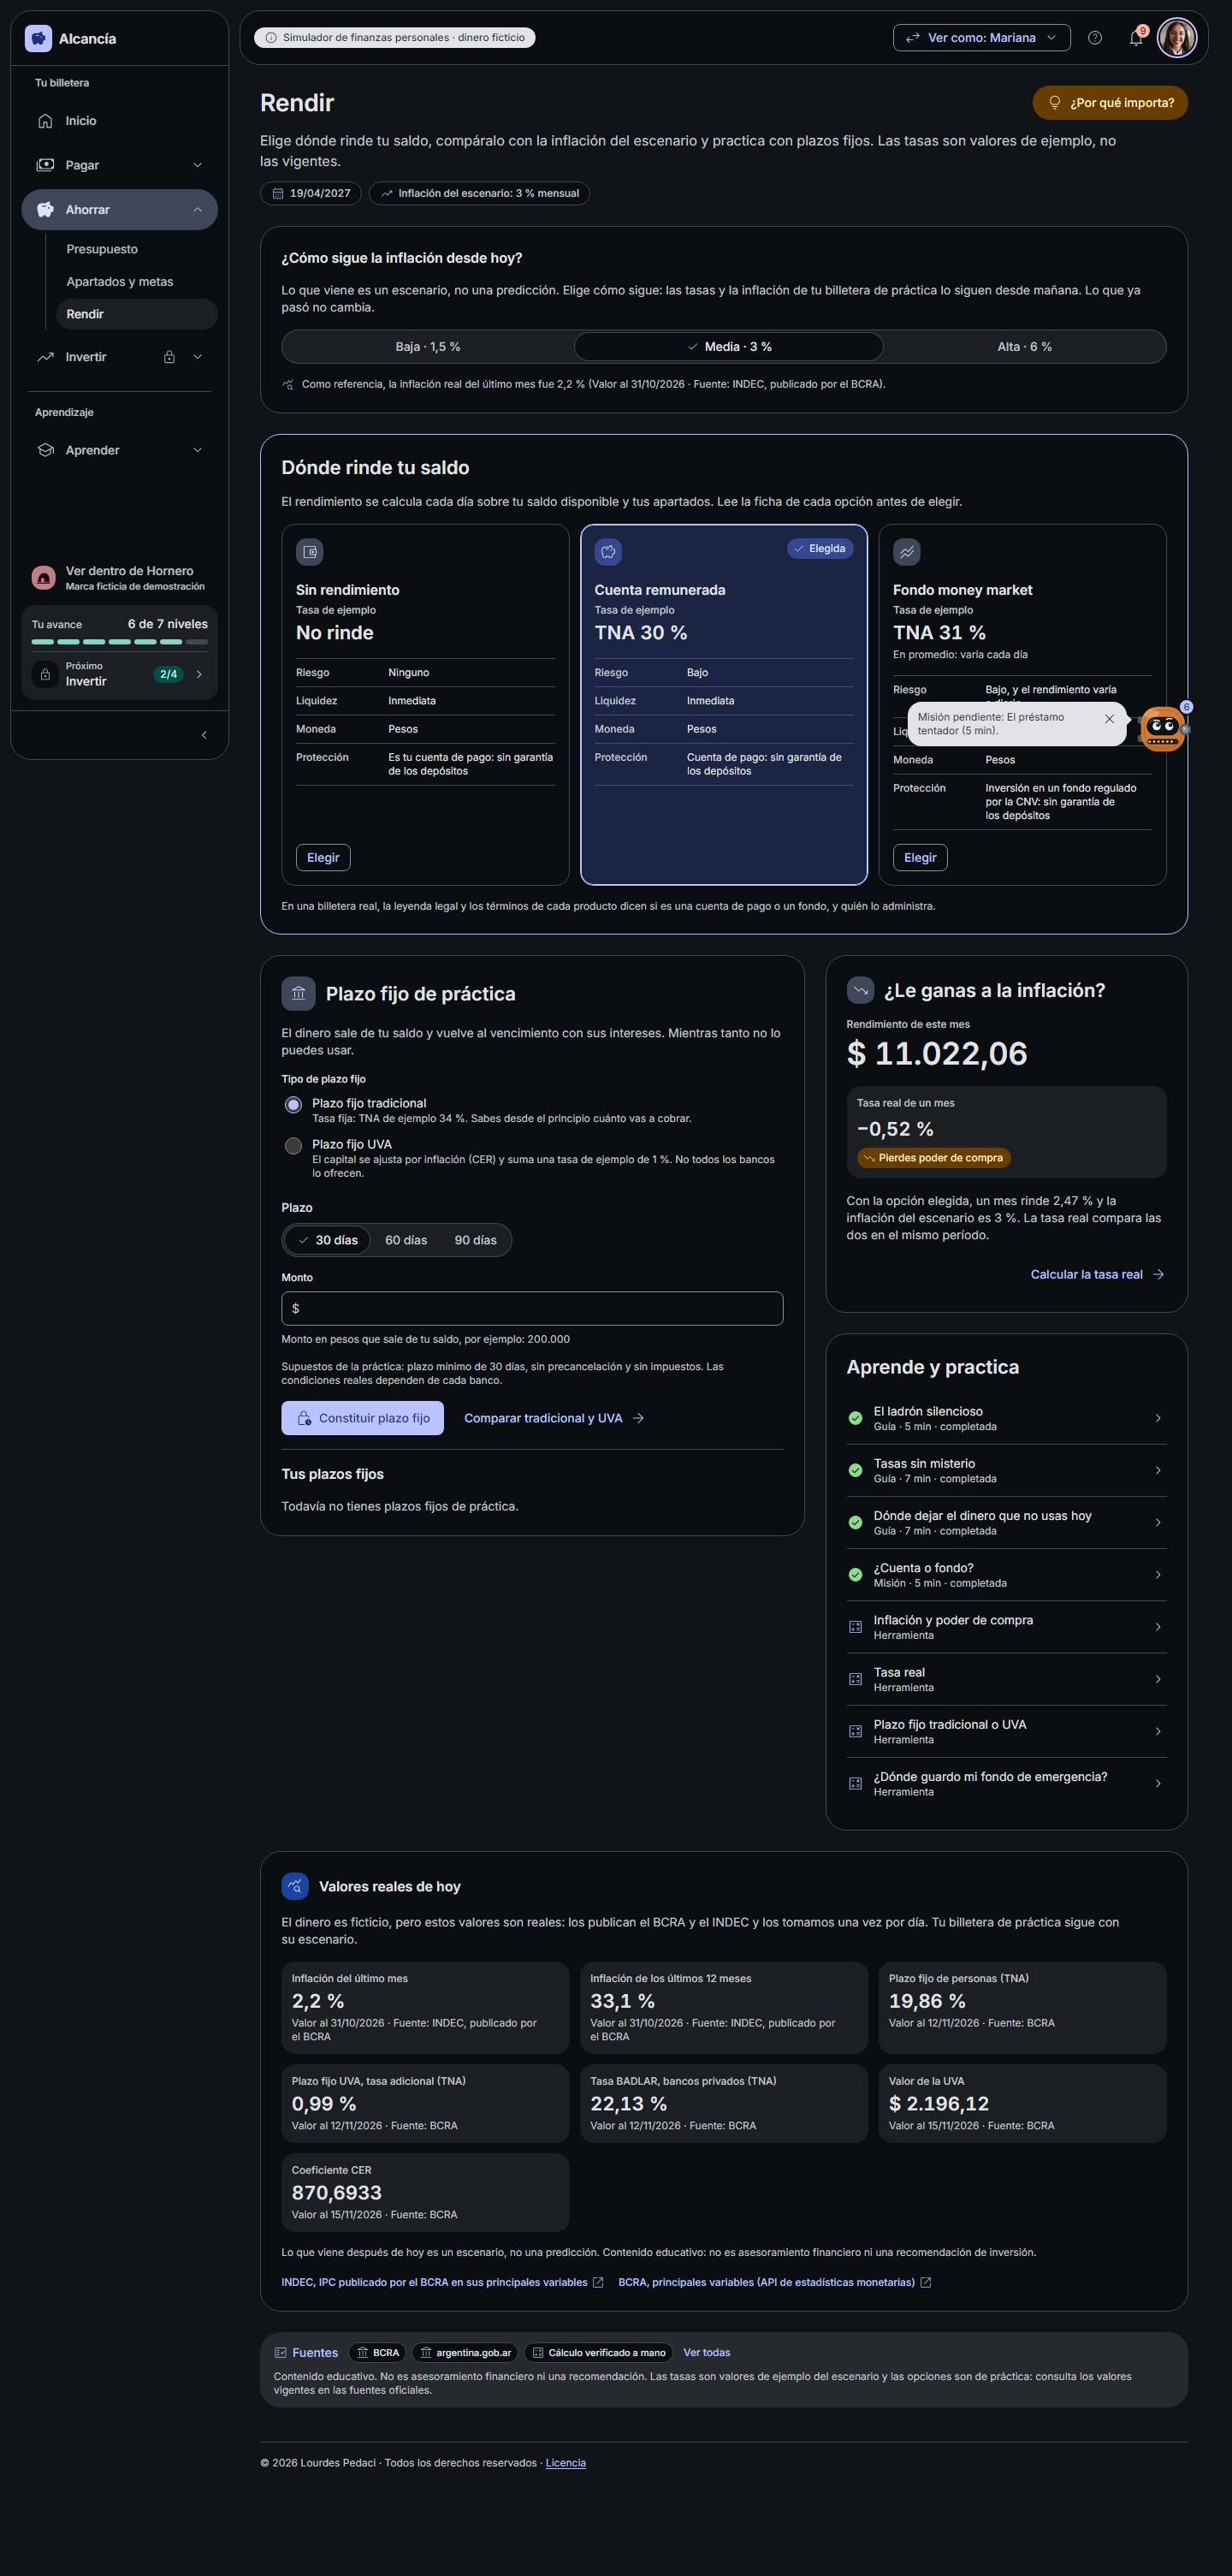 Alcancía
Tu billetera
Inicio
Pagar
Ahorrar
Presupuesto
Apartados y metas
Rendir
Invertir
Aprendizaje
Aprender
Ver dentro de Hornero
Marca ficticia de demostración
Tu avance 6 de 7 niveles
Próximo
Invertir
2/4
Simulador de finanzas personales · dinero ficticio
Ver como: Mariana
9
Rendir
¿Por qué importa?
Elige dónde rinde tu saldo, compáralo con la inflación del escenario y practica con plazos fijos. Las tasas son valores de ejemplo, no
las vigentes.
19/04/2027
Inflación del escenario: 3 % mensual
¿Cómo sigue la inflación desde hoy?
Lo que viene es un escenario, no una predicción. Elige cómo sigue: las tasas y la inflación de tu billetera de práctica lo siguen desde mañana. Lo que ya
pasó no cambia.
Baja · 1,5 %
Media · 3 %
Alta · 6 %
Como referencia, la inflación real del último mes fue 2,2 % (Valor al 31/10/2026 · Fuente: INDEC, publicado por el BCRA).
Dónde rinde tu saldo
El rendimiento se calcula cada día sobre tu saldo disponible y tus apartados. Lee la ficha de cada opción antes de elegir.
Sin rendimiento
Tasa de ejemplo
No rinde
Riesgo Ninguno
Liquidez Inmediata
Moneda Pesos
Protección Es tu cuenta de pago: sin garantía
de los depósitos
Elegir
Elegida
Cuenta remunerada
Tasa de ejemplo
TNA 30 %
Riesgo Bajo
Liquidez Inmediata
Moneda Pesos
Protección Cuenta de pago: sin garantía de
los depósitos
Fondo money market
Tasa de ejemplo
TNA 31 %
En promedio: varía cada día
Riesgo Bajo, y el rendimiento varía
Moneda Pesos
Protección Inversión en un fondo regulado
por la CNV: sin garantía de
los depósitos
Elegir
Misión pendiente: El préstamo
tentador (5 min).
6
En una billetera real, la leyenda legal y los términos de cada producto dicen si es una cuenta de pago o un fondo, y quién lo administra.
Plazo fijo de práctica
El dinero sale de tu saldo y vuelve al vencimiento con sus intereses. Mientras tanto no lo
puedes usar.
Tipo de plazo fijo
Plazo fijo tradicional
Tasa fija: TNA de ejemplo 34 %. Sabes desde el principio cuánto vas a cobrar.
Plazo fijo UVA
El capital se ajusta por inflación (CER) y suma una tasa de ejemplo de 1 %. No todos los bancos
lo ofrecen.
Plazo
30 días
60 días
90 días
Monto
$
Monto en pesos que sale de tu saldo, por ejemplo: 200.000
Supuestos de la práctica: plazo mínimo de 30 días, sin precancelación y sin impuestos. Las
condiciones reales dependen de cada banco.
Constituir plazo fijo
Comparar tradicional y UVA
Tus plazos fijos
Todavía no tienes plazos fijos de práctica.
¿Le ganas a la inflación?
Rendimiento de este mes
$ 11.022,06
Tasa real de un mes
−0,52 %
Pierdes poder de compra
Con la opción elegida, un mes rinde 2,47 % y la
inflación del escenario es 3 %. La tasa real compara las
dos en el mismo período.
Calcular la tasa real
Aprende y practica
El ladrón silencioso
Guía · 5 min · completada
Tasas sin misterio
Guía · 7 min · completada
Dónde dejar el dinero que no usas hoy
Guía · 7 min · completada
¿Cuenta o fondo?
Misión · 5 min · completada
Inflación y poder de compra
Herramienta
Tasa real
Herramienta
Plazo fijo tradicional o UVA
Herramienta
¿Dónde guardo mi fondo de emergencia?
Herramienta
Valores reales de hoy
El dinero es ficticio, pero estos valores son reales: los publican el BCRA y el INDEC y los tomamos una vez por día. Tu billetera de práctica sigue con
su escenario.
Inflación del último mes
2,2 %
Valor al 31/10/2026 · Fuente: INDEC, publicado por
el BCRA
Inflación de los últimos 12 meses
33,1 %
Valor al 31/10/2026 · Fuente: INDEC, publicado por
el BCRA
Plazo fijo de personas (TNA)
19,86 %
Valor al 12/11/2026 · Fuente: BCRA
Plazo fijo UVA, tasa adicional (TNA)
0,99 %
Valor al 12/11/2026 · Fuente: BCRA
Tasa BADLAR, bancos privados (TNA)
22,13 %
Valor al 12/11/2026 · Fuente: BCRA
Valor de la UVA
$ 2.196,12
Valor al 15/11/2026 · Fuente: BCRA
Coeficiente CER
870,6933
Valor al 15/11/2026 · Fuente: BCRA
Lo que viene después de hoy es un escenario, no una predicción. Contenido educativo: no es asesoramiento financiero ni una recomendación de inversión.
INDEC, IPC publicado por el BCRA en sus principales variables
BCRA, principales variables (API de estadísticas monetarias)
Fuentes
BCRA
argentina.gob.ar
Cálculo verificado a mano
Ver todas
Contenido educativo. No es asesoramiento financiero ni una recomendación. Las tasas son valores de ejemplo del escenario y las opciones son de práctica: consulta los valores
vigentes en las fuentes oficiales.
© 2026 Lourdes Pedaci · Todos los derechos reservados · Licencia